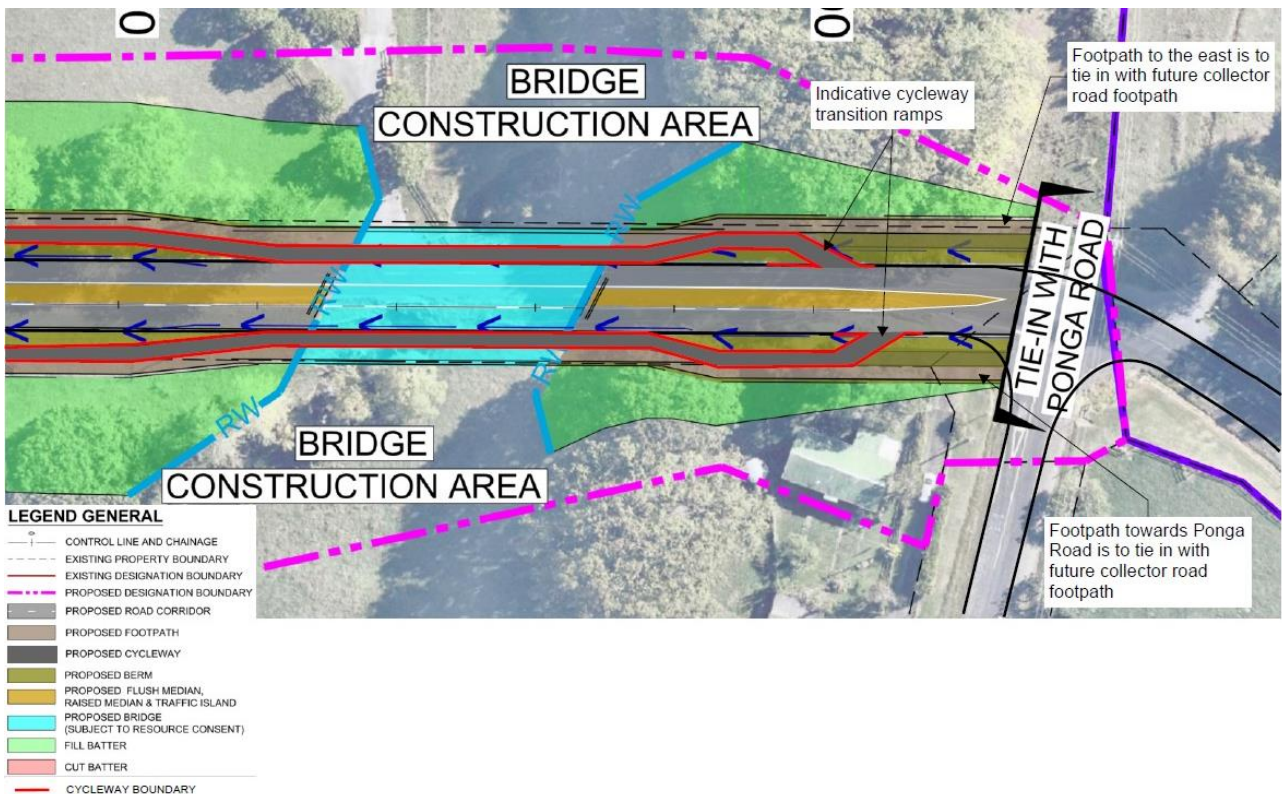 0
00
BRIDGE
CONSTRUCTION AREA
Indicative cycleway
transition ramps
Footpath to the east is to
tie in with future collector
road footpath
RW
RW
RW
RW
TIE-IN WITH
PONGA ROAD
BRIDGE
CONSTRUCTION AREA
Footpath towards Ponga
Road is to tie in with
future collector road
footpath
LEGEND GENERAL
CONTROL LINE AND CHAINAGE
EXISTING PROPERTY BOUNDARY
EXISTING DESIGNATION BOUNDARY
PROPOSED DESIGNATION BOUNDARY
PROPOSED ROAD CORRIDOR
PROPOSED FOOTPATH
PROPOSED CYCLEWAY
PROPOSED BERM
PROPOSED FLUSH MEDIAN,
RAISED MEDIAN & TRAFFIC ISLAND
PROPOSED BRIDGE
(SUBJECT TO RESOURCE CONSENT)
FILL BATTER
CUT BATTER
CYCLEWAY BOUNDARY